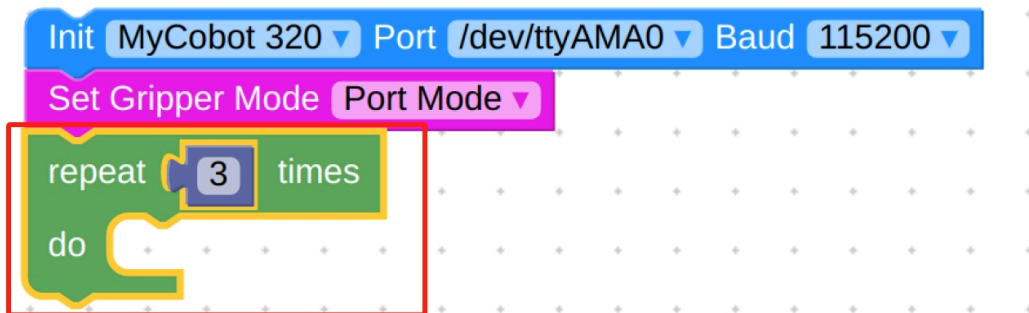 Init MyCobot 320 Port /dev/ttyAMA0 Baud 115200
Set Gripper Mode Port Mode
repeat 3 times
do